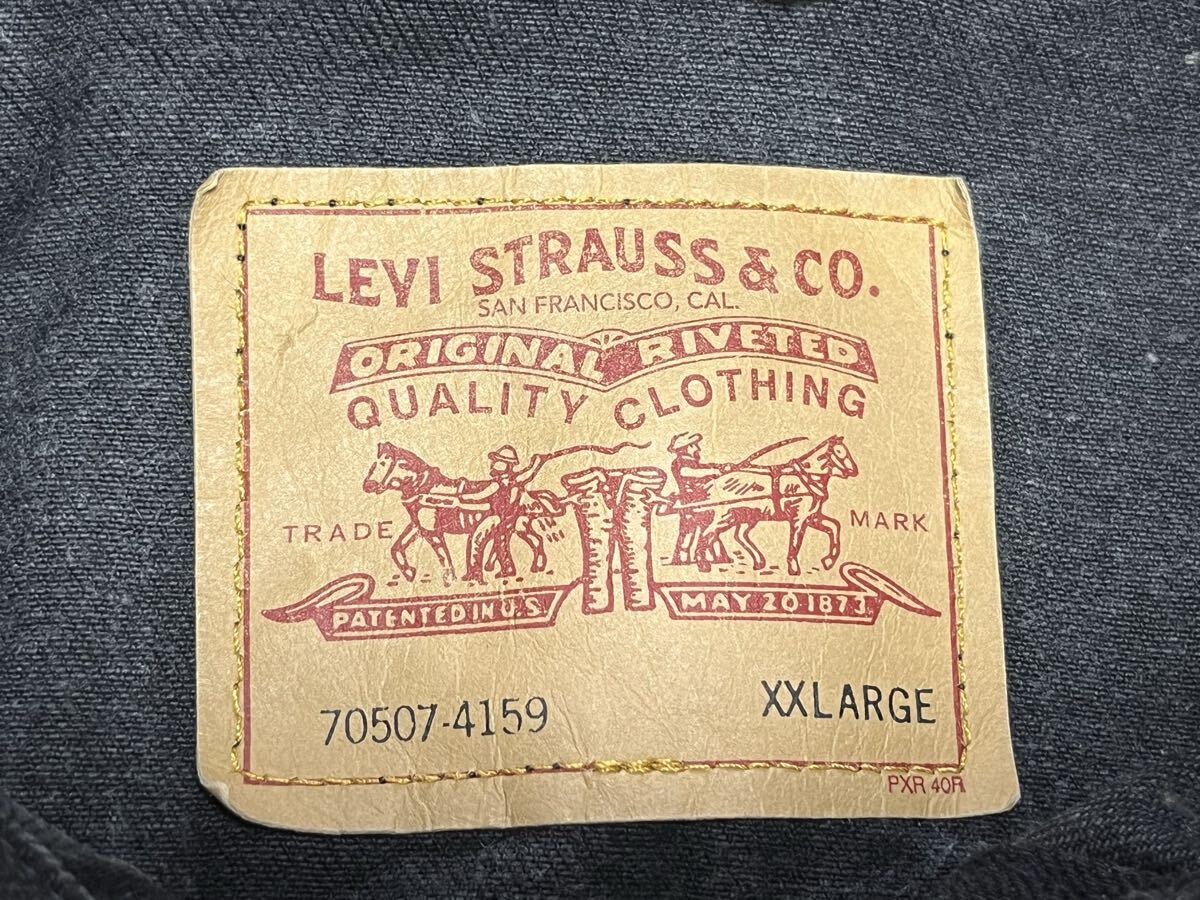 LEVI STRAUSS & CO.
SAN FRANCISCO, CAL.
ORIGINAL RIVETED
QUALITY CLOTHING
TRADE MARK
PATENTED IN U.S. MAY 20 1873
70507-4159 XXLARGE
PXR 40R